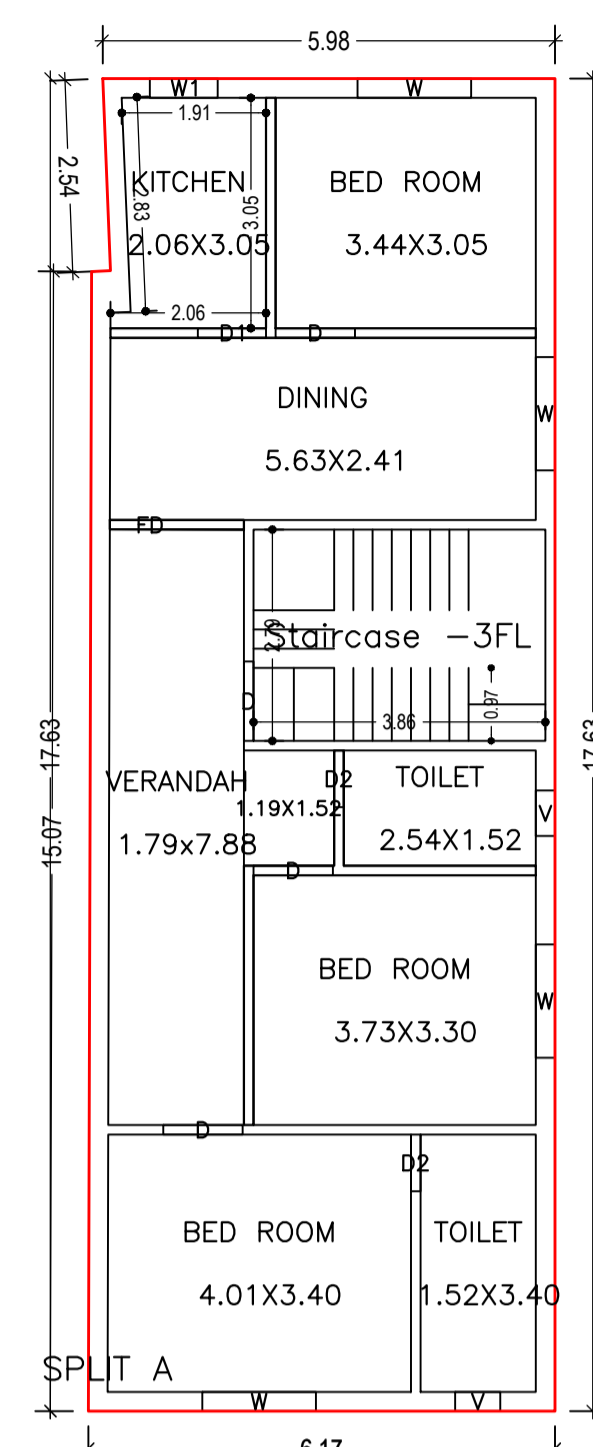 5.98
W1
W
1.91
2.54
KITCHEN
BED ROOM
2.83
3.05
2.06X3.05
3.44X3.05
2.06
D1
D
DINING
W
5.63X2.41
FD
2.79
Staircase -3FL
D
0.97
3.86
17.63
17.63
15.07
VERANDAH
D2
TOILET
1.19X1.52
V
1.79x7.88
2.54X1.52
D
BED ROOM
W
3.73X3.30
D
D2
BED ROOM
TOILET
4.01X3.40
1.52X3.40
SPLIT A
W
V
6.17